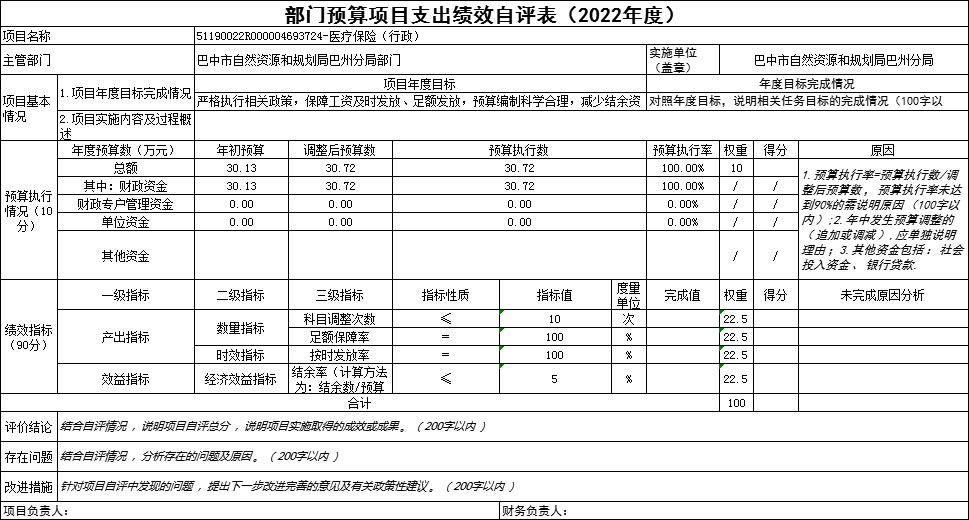 部门预算项目支出绩效自评表（2022年度）
项目名称 51190022R000004693724-医疗保险（行政）
主管部门 巴中市自然资源和规划局巴州分局部门 实施单位（盖章） 巴中市自然资源和规划局巴州分局
项目基本情况 1.项目年度目标完成情况 项目年度目标 年度目标完成情况
严格执行相关政策，保障工资及时发放、足额发放，预算编制科学合理，减少结余资 对照年度目标，说明相关任务目标的完成情况（100字以
2.项目实施内容及过程概述
预算执行情况（10分） 年度预算数（万元） 年初预算 调整后预算数 预算执行数 预算执行率 权重 得分 原因
总额 30.13 30.72 30.72 100.00% 10
其中：财政资金 30.13 30.72 30.72 100.00% / /
财政专户管理资金 0.00 0.00 0.00 0.00% / /
单位资金 0.00 0.00 0.00 0.00% / /
其他资金 / /
1.预算执行率=预算执行数/调整后预算数，预算执行率未达到90%的需说明原因（100字以内）;2.年中发生预算调整的（追加或调减）.应单独说明理由；3.其他资金包括：社会投入资金、银行贷款.
绩效指标（90分） 一级指标 二级指标 三级指标 指标性质 指标值 度量单位 完成值 权重 得分 未完成原因分析
产出指标 数量指标 科目调整次数 ≤ 10 次 22.5
足额保障率 ＝ 100 % 22.5
时效指标 按时发放率 ＝ 100 % 22.5
效益指标 经济效益指标 结余率（计算方法为：结余数/预算 ≤ 5 % 22.5
合计 100
评价结论 结合自评情况，说明项目自评总分，说明项目实施取得的成效或成果。（200字以内）
存在问题 结合自评情况，分析存在的问题及原因。（200字以内）
改进措施 针对项目自评中发现的问题，提出下一步改进完善的意见及有关政策性建议。（200字以内）
项目负责人： 财务负责人：